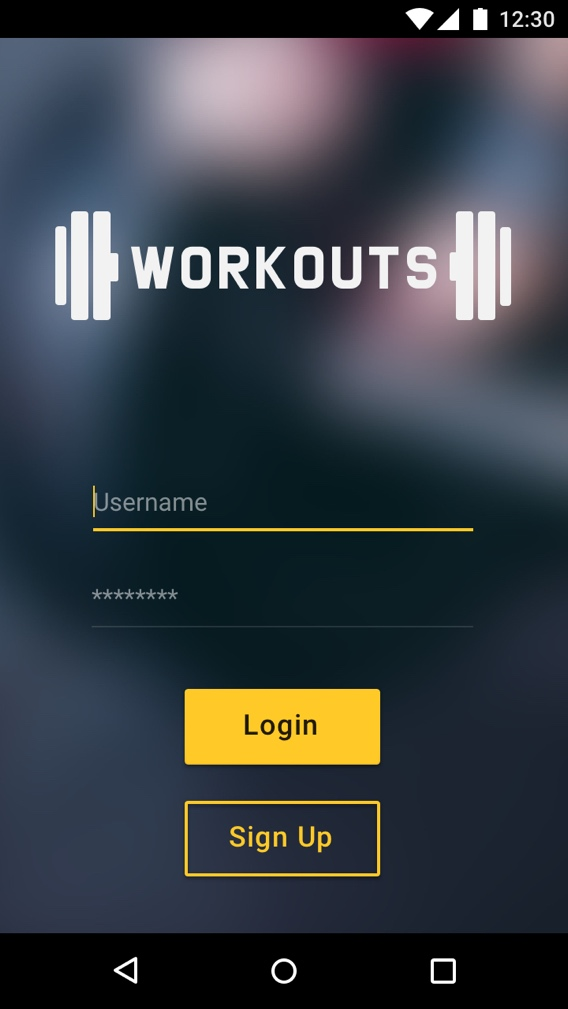 12:30
WORKOUTS
Username
********
Login
Sign Up